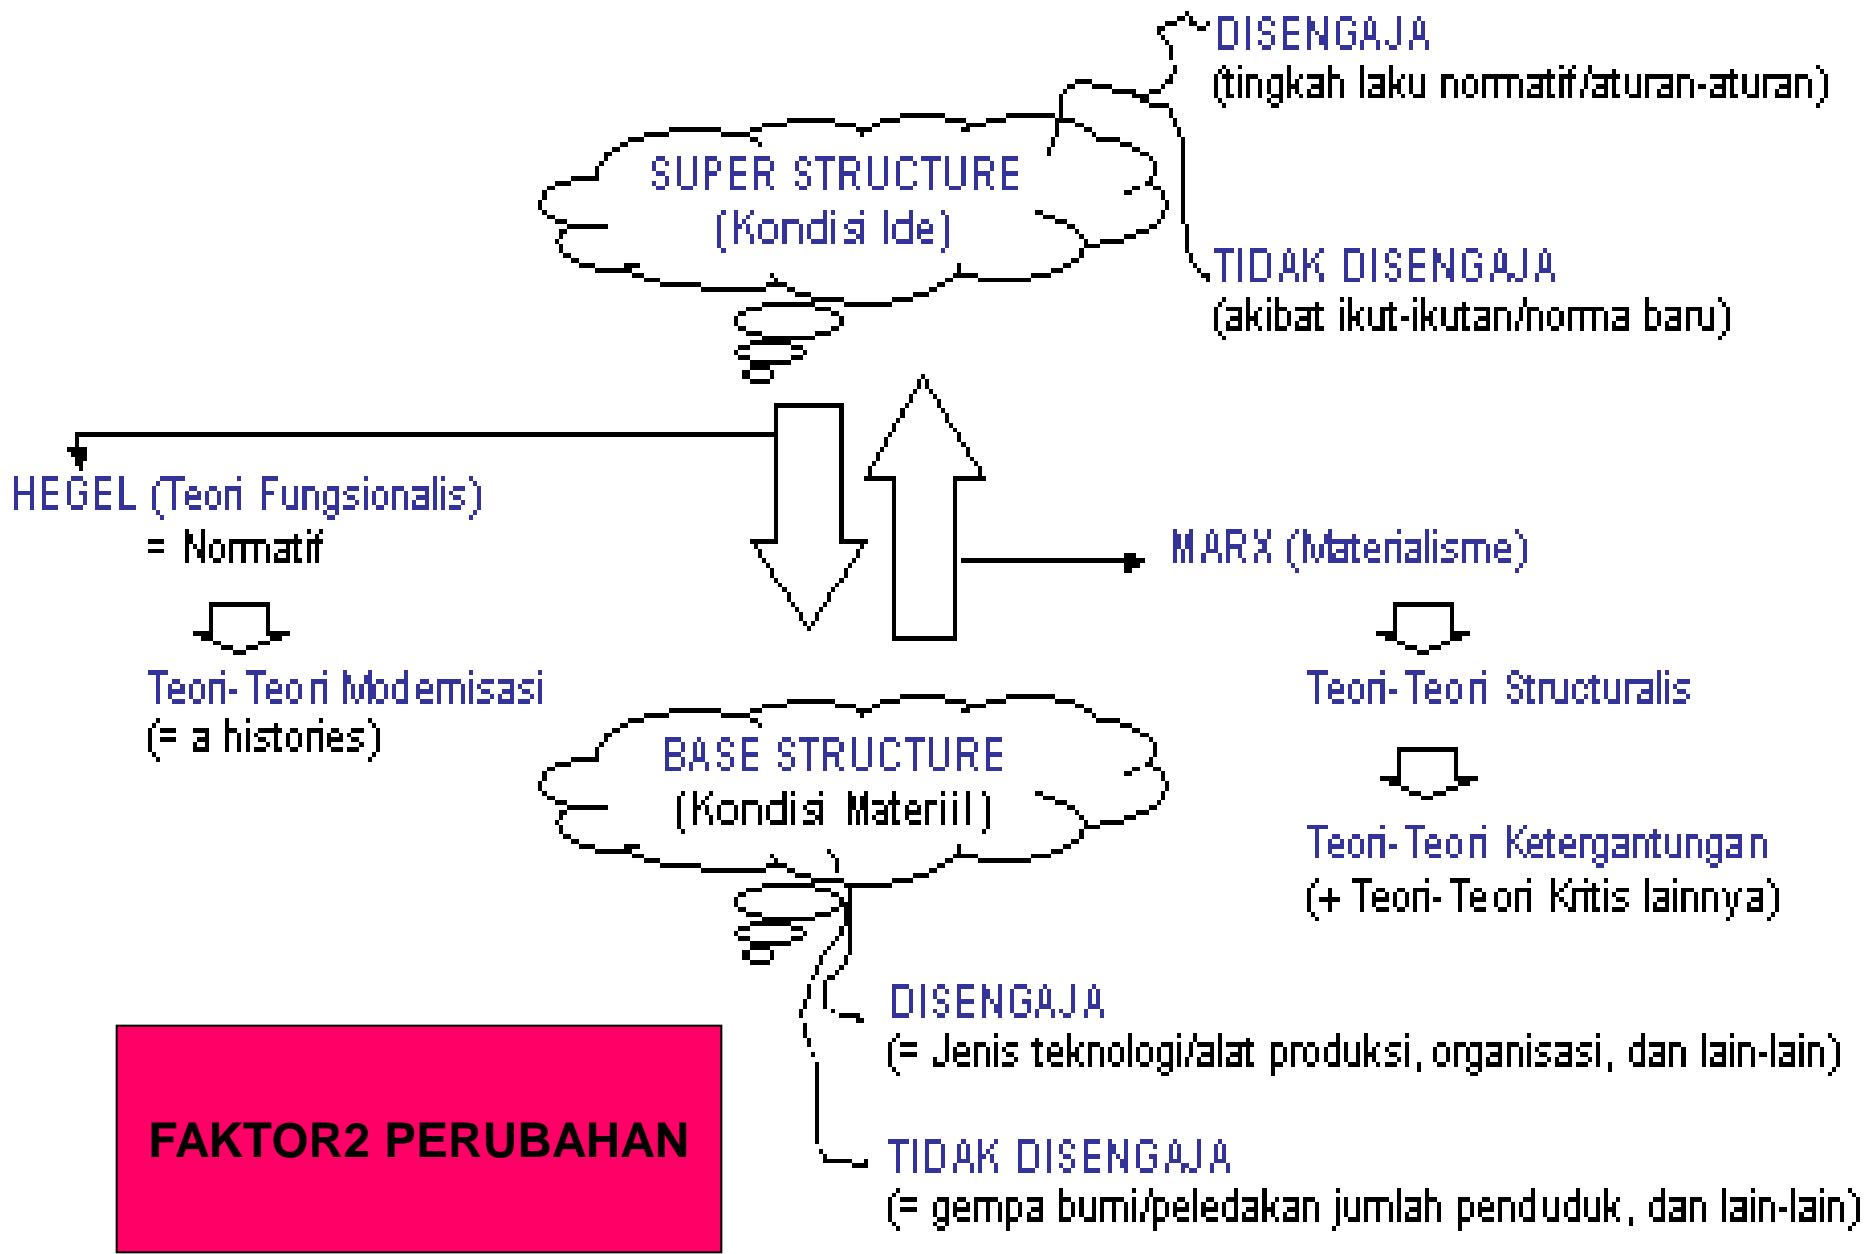 DISENGAJA
(tingkah laku normatif/aturan-aturan)
SUPER STRUCTURE
(Kondisi Ide)
TIDAK DISENGAJA
(akibat ikut-ikutan/norma baru)
HEGEL (Teori Fungsionalis)
= Normatif
MARX (Materialisme)
Teori-Teori Modernisasi
(= a histories)
Teori-Teori Structuralis
BASE STRUCTURE
(Kondisi Materiil)
Teori-Teori Ketergantungan
(+ Teori-Teori Kritis lainnya)
DISENGAJA
(= Jenis teknologi/alat produksi, organisasi, dan lain-lain)
FAKTOR2 PERUBAHAN
TIDAK DISENGAJA
(= gempa bumi/peledakan jumlah penduduk, dan lain-lain)